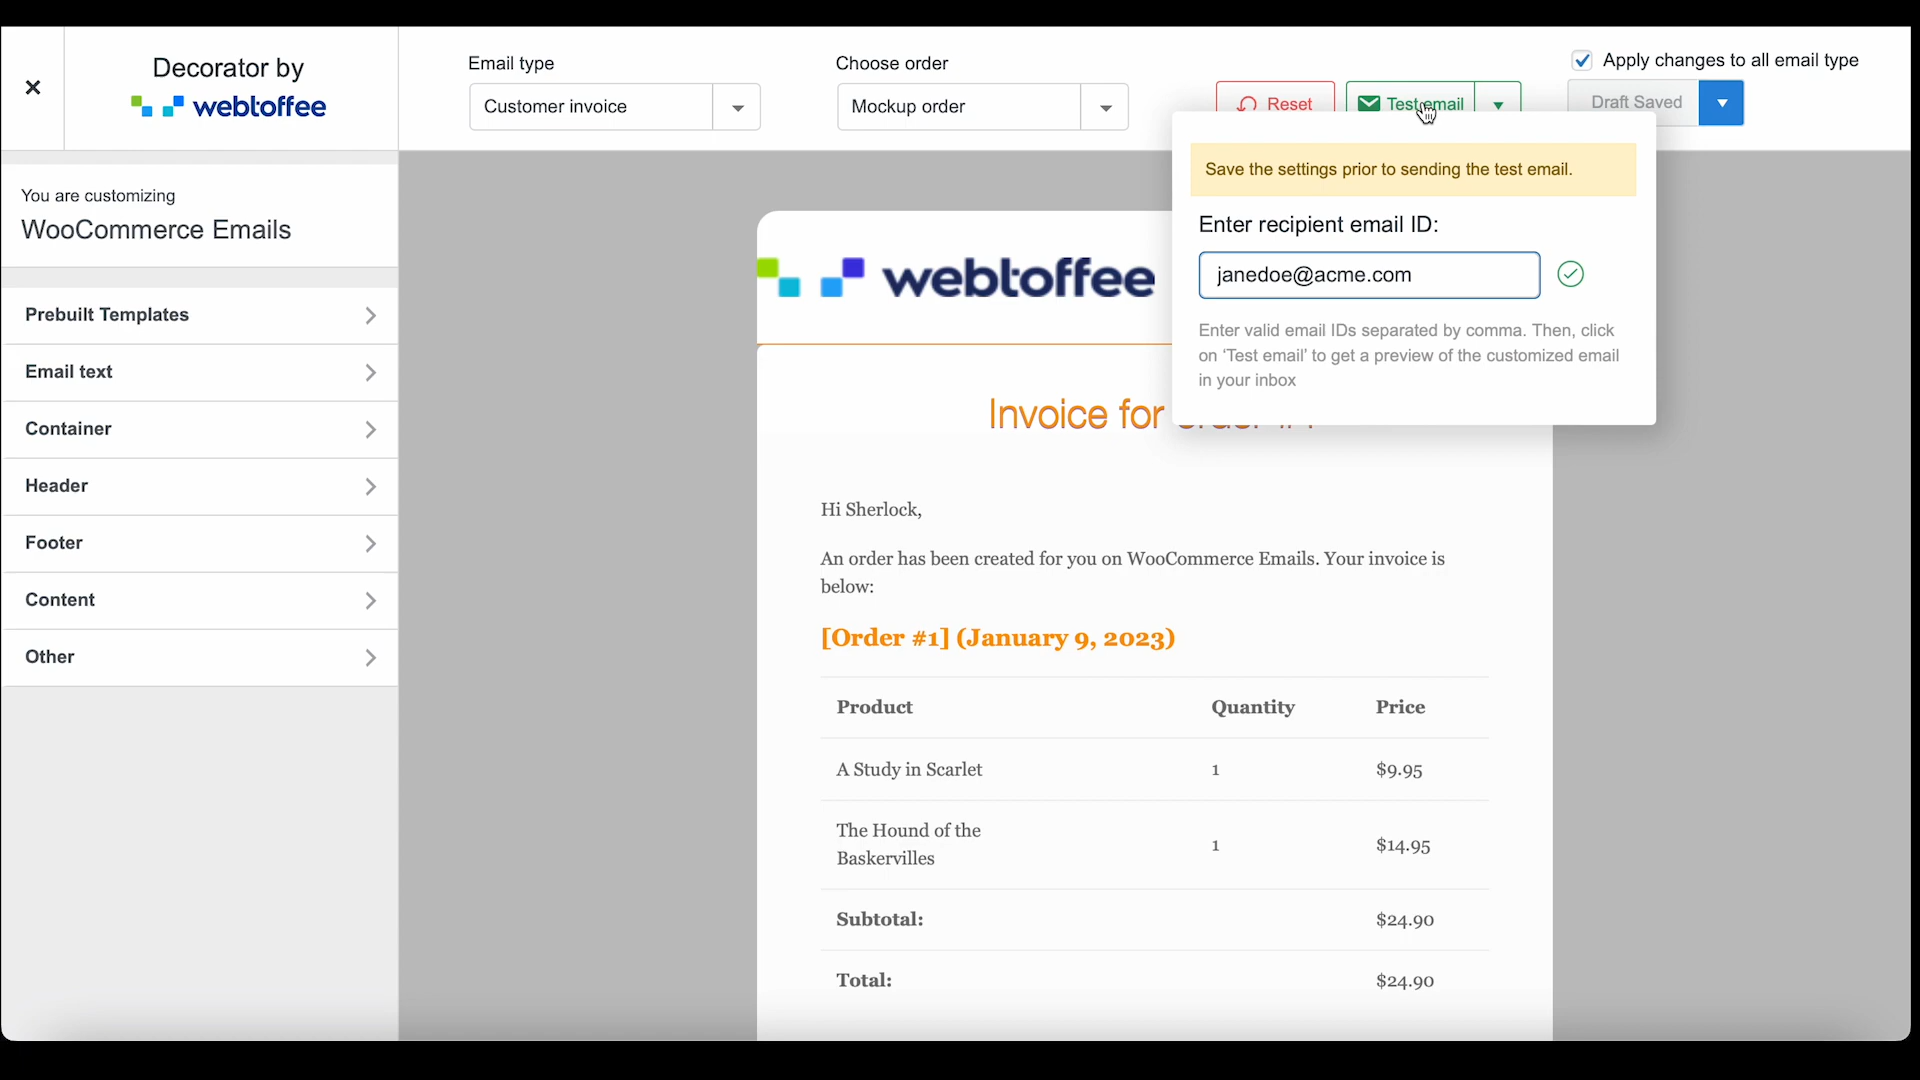 Decorator by
webtoffee
Email type
Customer invoice
Choose order
Mockup order
Reset
Test email
Apply changes to all email type
Draft Saved
You are customizing
WooCommerce Emails
Prebuilt Templates
Email text
Container
Header
Footer
Content
Other
Save the settings prior to sending the test email.
Enter recipient email ID:
janedoe@acme.com
Enter valid email IDs separated by comma. Then, click
on 'Test email' to get a preview of the customized email
in your inbox
webtoffee
Invoice for order #1
Hi Sherlock,
An order has been created for you on WooCommerce Emails. Your invoice is
below:
[Order #1] (January 9, 2023)
Product Quantity Price
A Study in Scarlet 1 $9.95
The Hound of the
Baskervilles 1 $14.95
Subtotal: $24.90
Total: $24.90